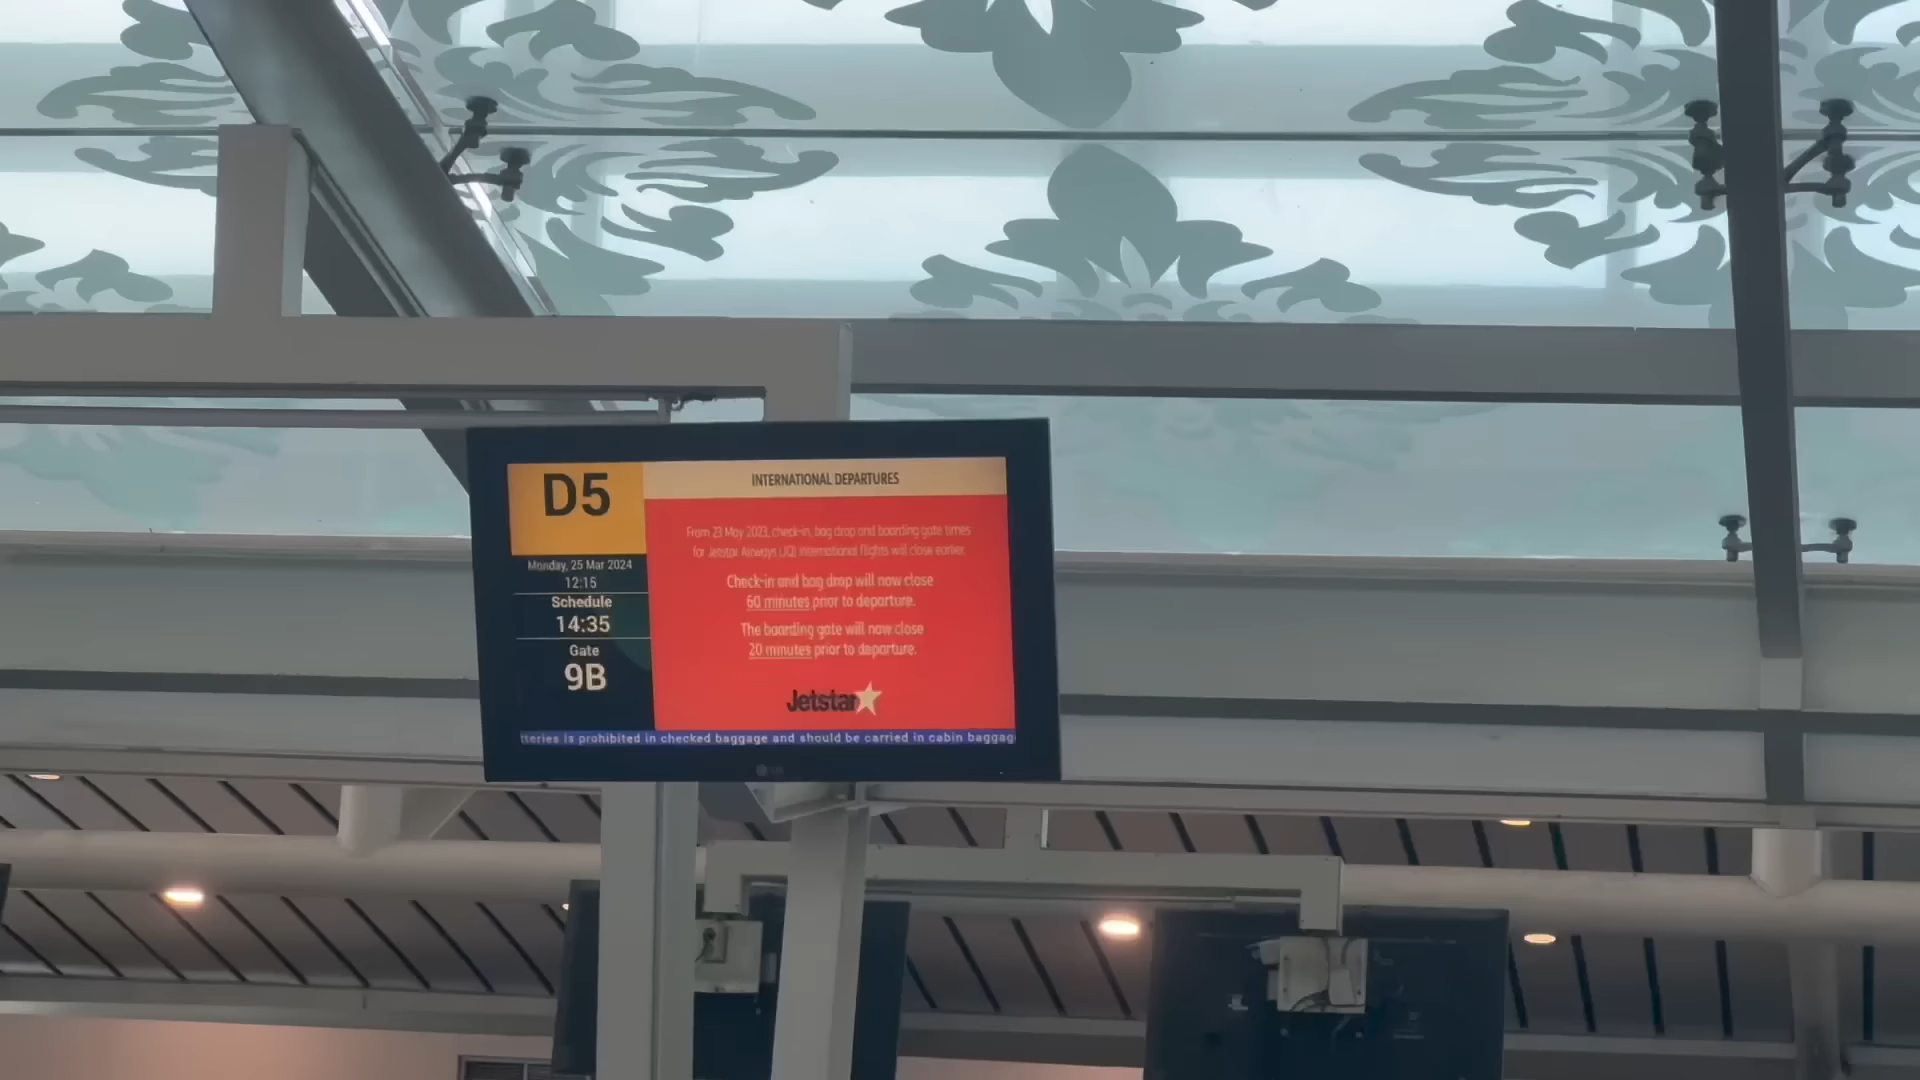 D5
INTERNATIONAL DEPARTURES
Monday, 25 Mar 2024
12:15
Schedule
14:35
Gate
9B
From 23 May 2023, check-in, bag drop and boarding gate times
for Jetstar Airways (JQ) international flights will close earlier.
Check-in and bag drop will now close
60 minutes prior to departure.
The boarding gate will now close
20 minutes prior to departure.
Jetstar
tteries is prohibited in checked baggage and should be carried in cabin baggag
LG